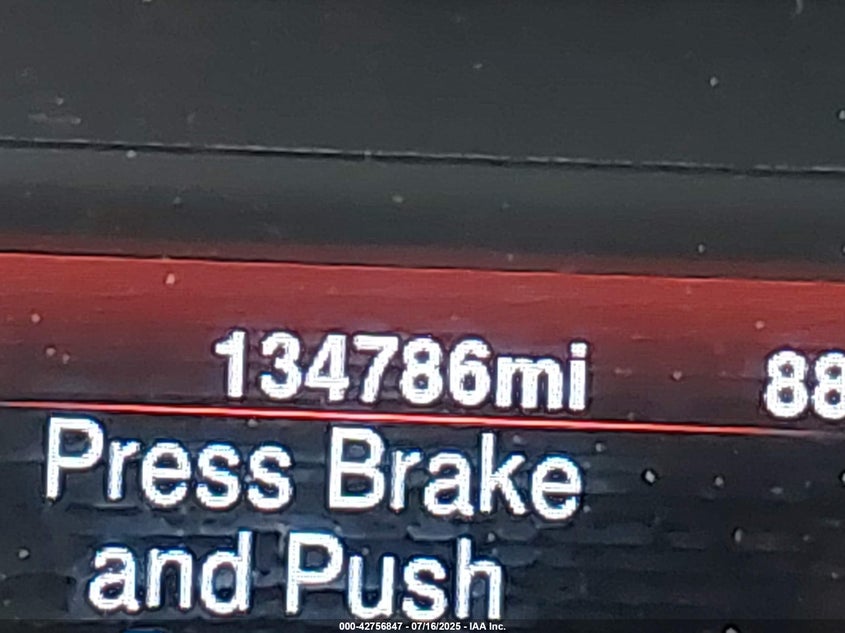 134786mi 88
Press Brake
and Push
000-42756847 - 07/16/2025 - IAA Inc.